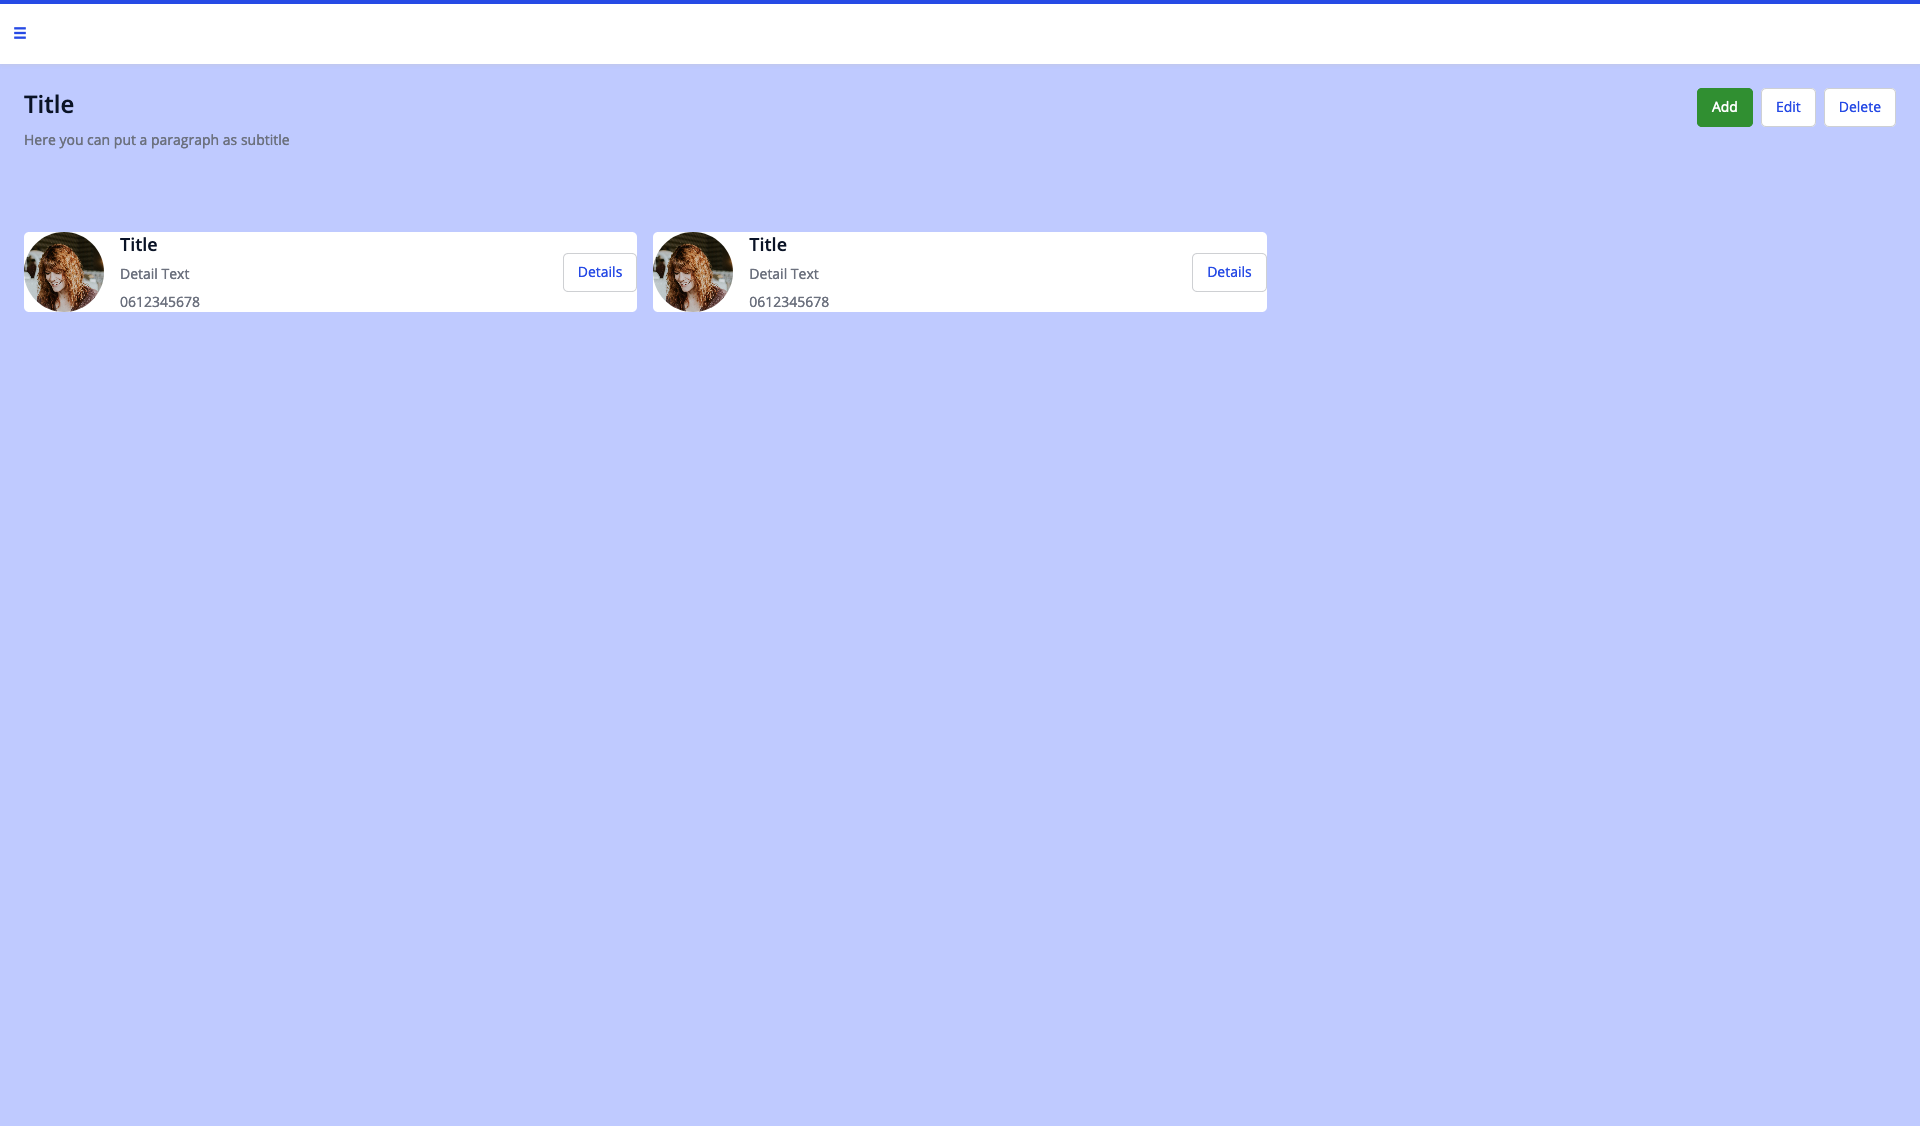 Title
Add
Edit
Delete
Here you can put a paragraph as subtitle
Title
Detail Text
0612345678
Details
Title
Detail Text
0612345678
Details